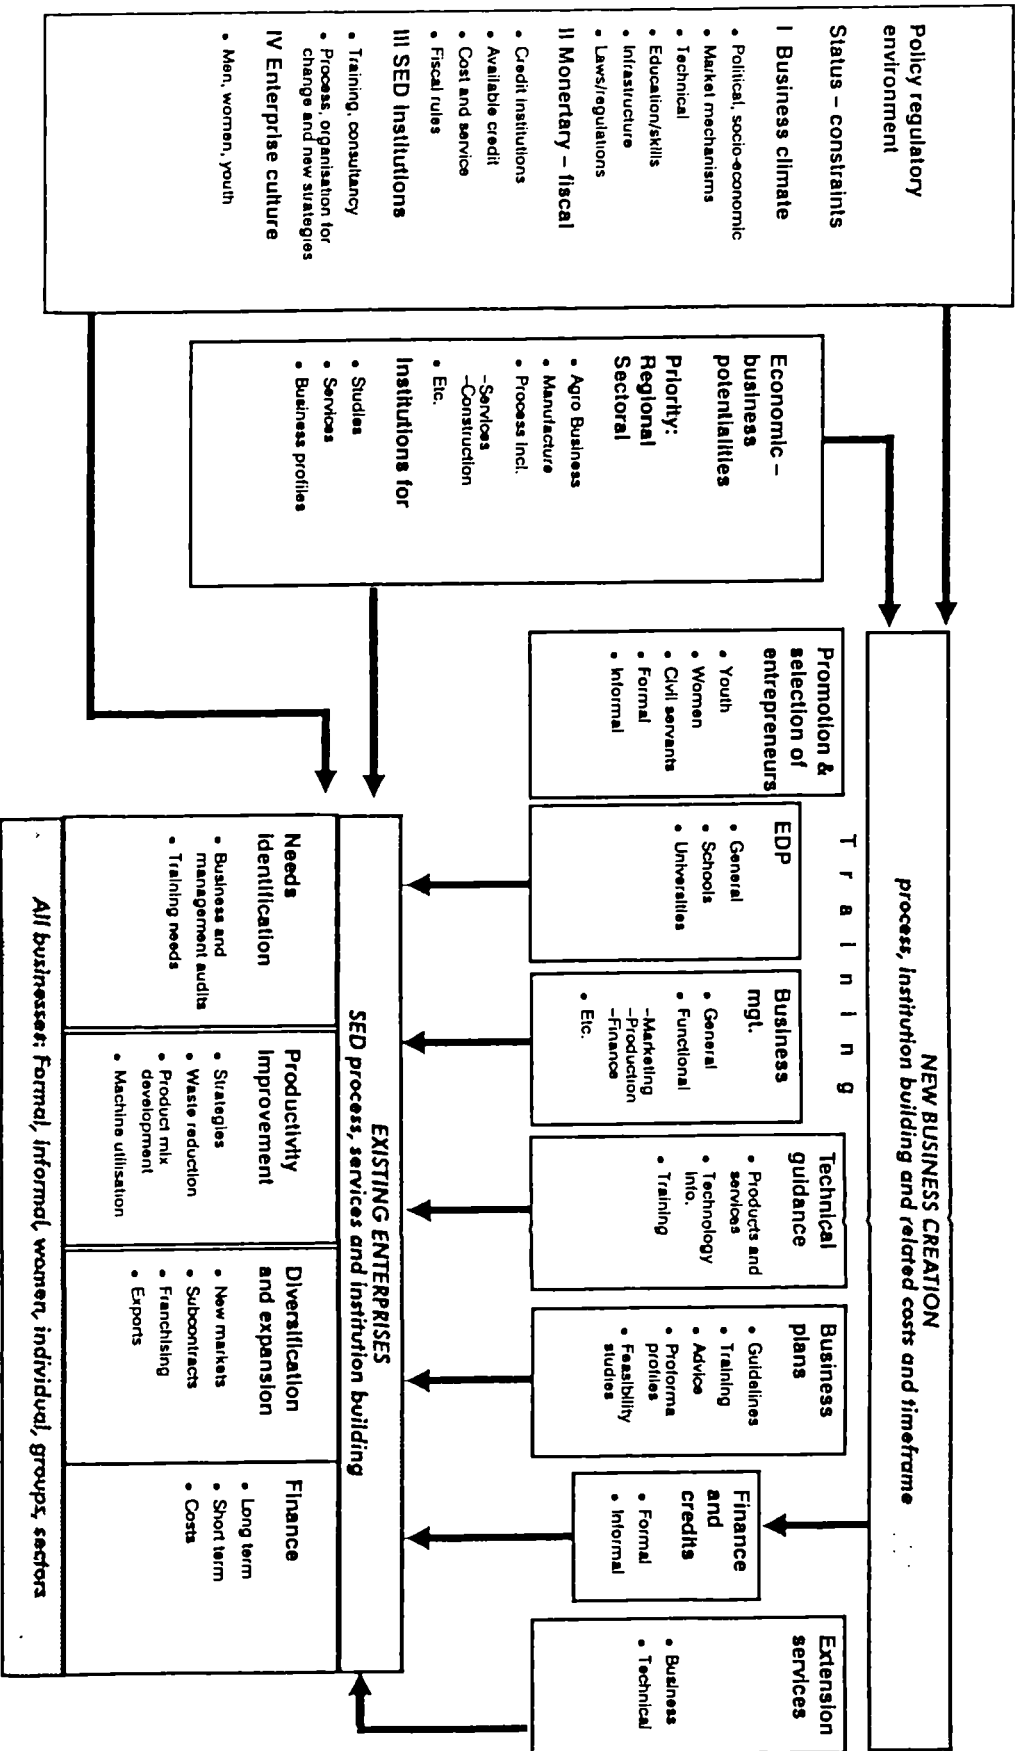 Policy regulatory
environment
Status – constraints
I Business climate
• Political, socio-economic
• Market mechanisms
• Technical
• Education/skills
• Infrastructure
• Laws/regulations
II Monertary – fiscal
• Credit institutions
• Available credit
• Cost and service
• Fiscal rules
III SED institutions
• Training, consultancy
• Process, organisation for
change and new strategies
IV Enterprise culture
• Men, women, youth
Economic –
business
potentialities
Priority:
Regional
Sectoral
• Agro Business
• Manufacture
• Process incl.
–Services
–Construction
• Etc.
Institutions for
• Studies
• Services
• Business profiles
NEW BUSINESS CREATION
process, institution building and related costs and timeframe
Training
Promotion &
selection of
entrepreneurs
• Youth
• Women
• Civil servants
• Formal
• Informal
EDP
• General
• Schools
• Universities
Business
mgt.
• General
• Functional
–Marketing
–Production
–Finance
• Etc.
Technical
guidance
• Products and
services
• Technology
info.
• Training
Business
plans
• Guidelines
• Training
• Advice
• Proforma
profiles
• Feasibility
studies
Finance
and
credits
• Formal
• Informal
Extension
services
• Business
• Technical
EXISTING ENTERPRISES
SED process, services and institution building
Needs
identification
• Business and
management audits
• Training needs
Productivity
improvement
• Strategies
• Waste reduction
• Product mix
development
• Machine utilisation
Diversification
and expansion
• New markets
• Subcontracts
• Franchising
• Exports
Finance
• Long term
• Short term
• Costs
All businesses: Formal, informal, women, individual, groups, sectors